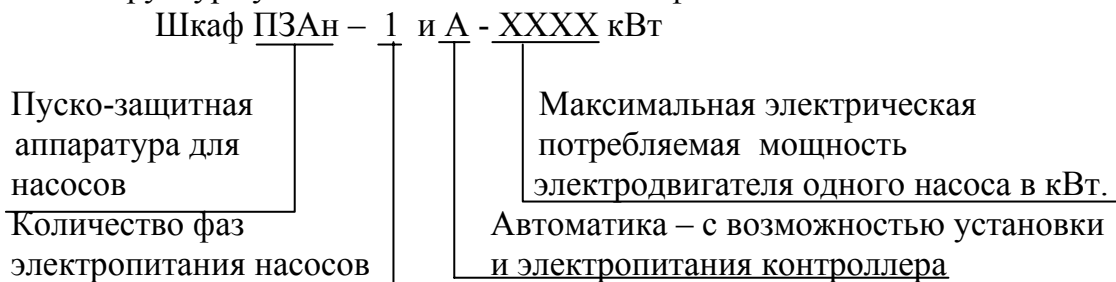 Шкаф ПЗАн – 1 и А - ХХХХ кВт
Пуско-защитная
аппаратура для
насосов
Максимальная электрическая
потребляемая мощность
электродвигателя одного насоса в кВт.
Количество фаз
электропитания насосов
Автоматика – с возможностью установки
и электропитания контроллера